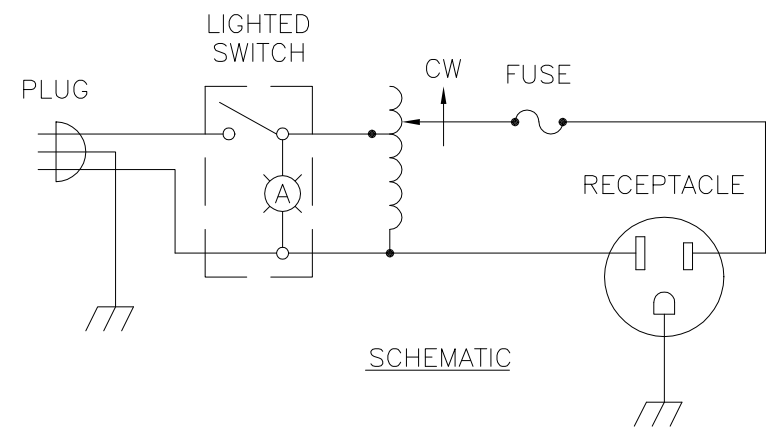 LIGHTED
SWITCH
PLUG
CW
FUSE
A
RECEPTACLE
SCHEMATIC